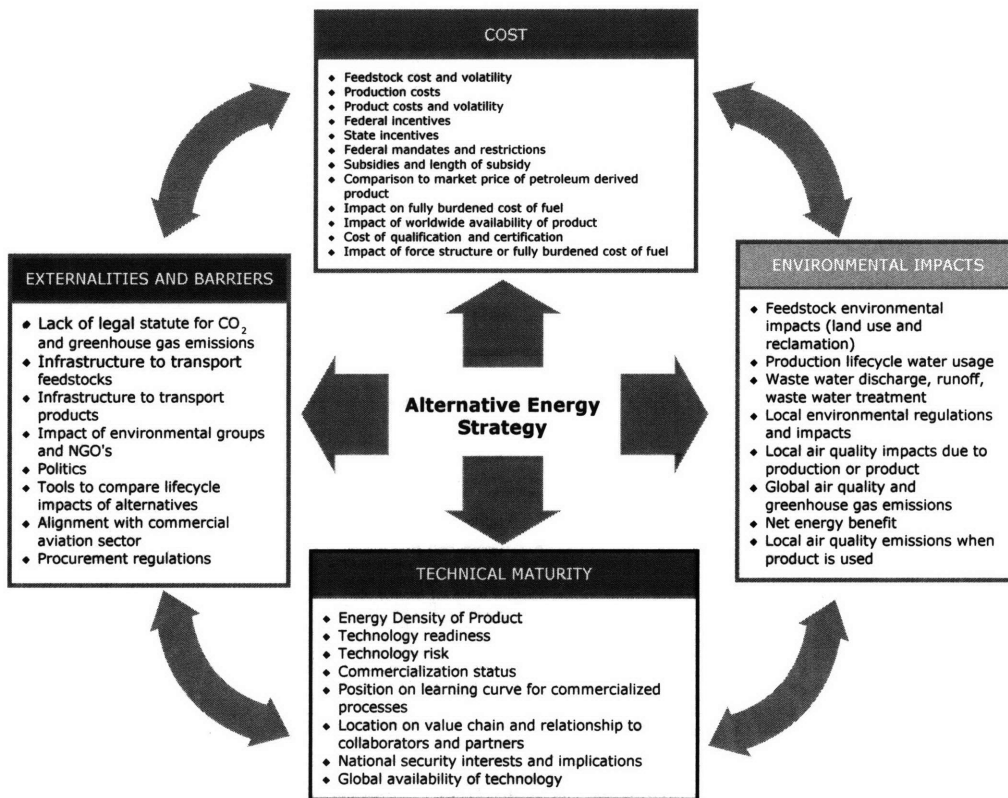 COST
◆ Feedstock cost and volatility
◆ Production costs
◆ Product costs and volatility
◆ Federal incentives
◆ State incentives
◆ Federal mandates and restrictions
◆ Subsidies and length of subsidy
◆ Comparison to market price of petroleum derived
product
◆ Impact on fully burdened cost of fuel
◆ Impact of worldwide availability of product
◆ Cost of qualification and certification
◆ Impact of force structure or fully burdened cost of fuel
EXTERNALITIES AND BARRIERS
◆ Lack of legal statute for CO₂
and greenhouse gas emissions
◆ Infrastructure to transport
feedstocks
◆ Infrastructure to transport
products
◆ Impact of environmental groups
and NGO's
◆ Politics
◆ Tools to compare lifecycle
impacts of alternatives
◆ Alignment with commercial
aviation sector
◆ Procurement regulations
Alternative Energy
Strategy
ENVIRONMENTAL IMPACTS
◆ Feedstock environmental
impacts (land use and
reclamation)
◆ Production lifecycle water usage
◆ Waste water discharge, runoff,
waste water treatment
◆ Local environmental regulations
and impacts
◆ Local air quality impacts due to
production or product
◆ Global air quality and
greenhouse gas emissions
◆ Net energy benefit
◆ Local air quality emissions when
product is used
TECHNICAL MATURITY
◆ Energy Density of Product
◆ Technology readiness
◆ Technology risk
◆ Commercialization status
◆ Position on learning curve for commercialized
processes
◆ Location on value chain and relationship to
collaborators and partners
◆ National security interests and implications
◆ Global availability of technology